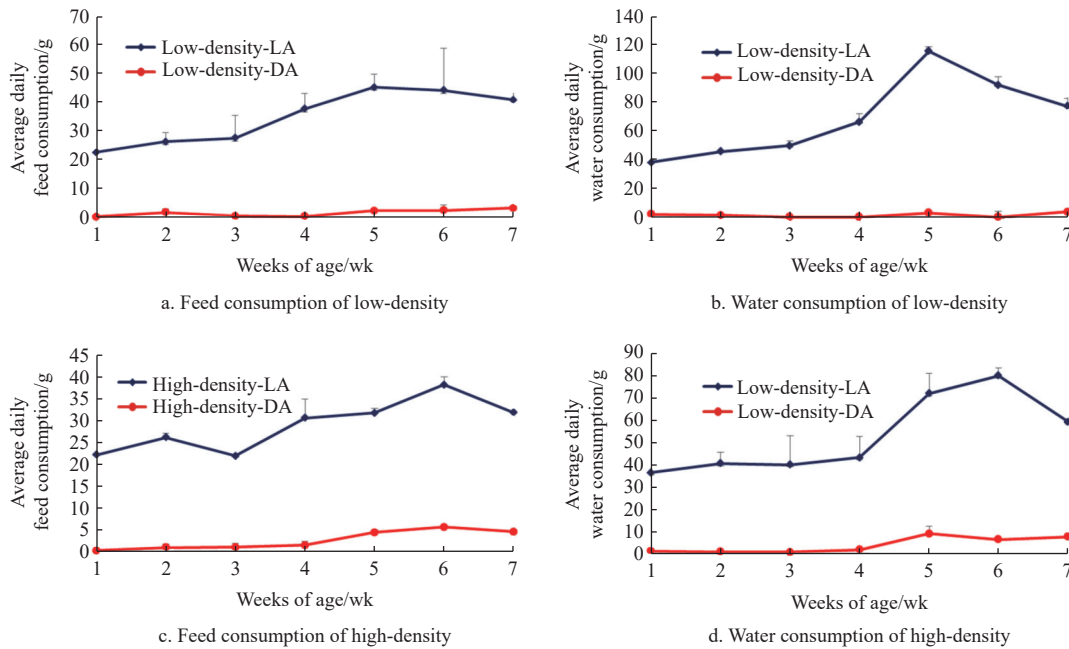 Average daily
feed consumption/g
70
60
50
40
30
20
10
0
Low-density-LA
Low-density-DA
1 2 3 4 5 6 7
Weeks of age/wk
a. Feed consumption of low-density
Average daily
water consumption/g
140
120
100
80
60
40
20
0
Low-density-LA
Low-density-DA
1 2 3 4 5 6 7
Weeks of age/wk
b. Water consumption of low-density
Average daily
feed consumption/g
45
40
35
30
25
20
15
10
5
0
High-density-LA
High-density-DA
1 2 3 4 5 6 7
Weeks of age/wk
c. Feed consumption of high-density
Average daily
water consumption/g
90
80
70
60
50
40
30
20
10
0
Low-density-LA
Low-density-DA
1 2 3 4 5 6 7
Weeks of age/wk
d. Water consumption of high-density